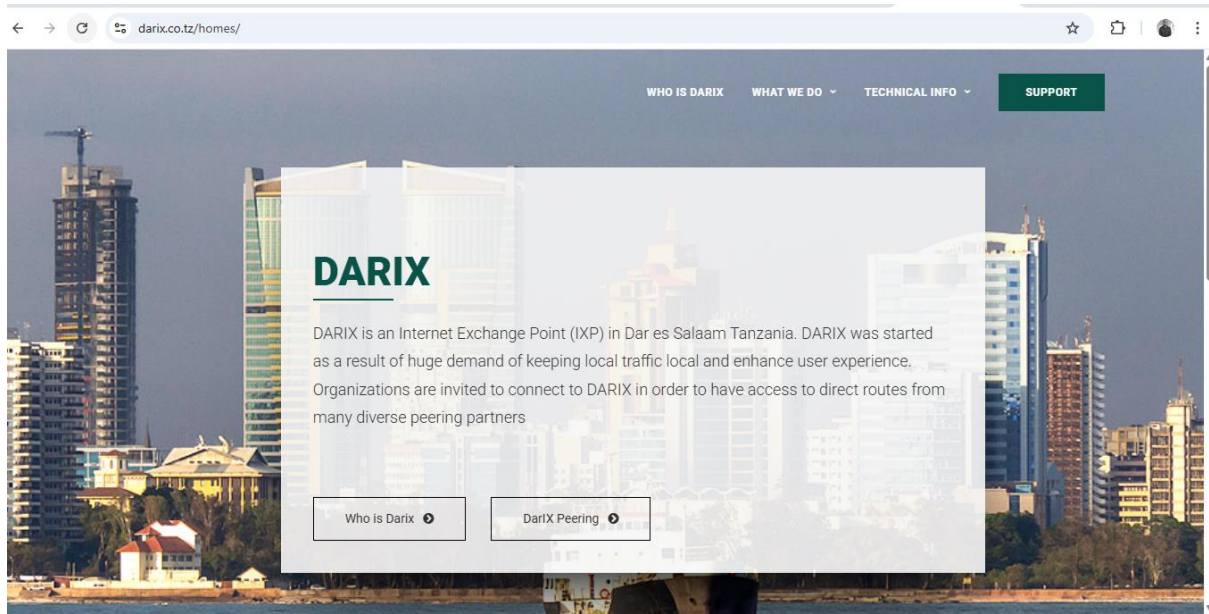 darix.co.tz/homes/
WHO IS DARIX WHAT WE DO TECHNICAL INFO SUPPORT
DARIX
DARIX is an Internet Exchange Point (IXP) in Dar es Salaam Tanzania. DARIX was started
as a result of huge demand of keeping local traffic local and enhance user experience.
Organizations are invited to connect to DARIX in order to have access to direct routes from
many diverse peering partners
Who is Darix DarIX Peering